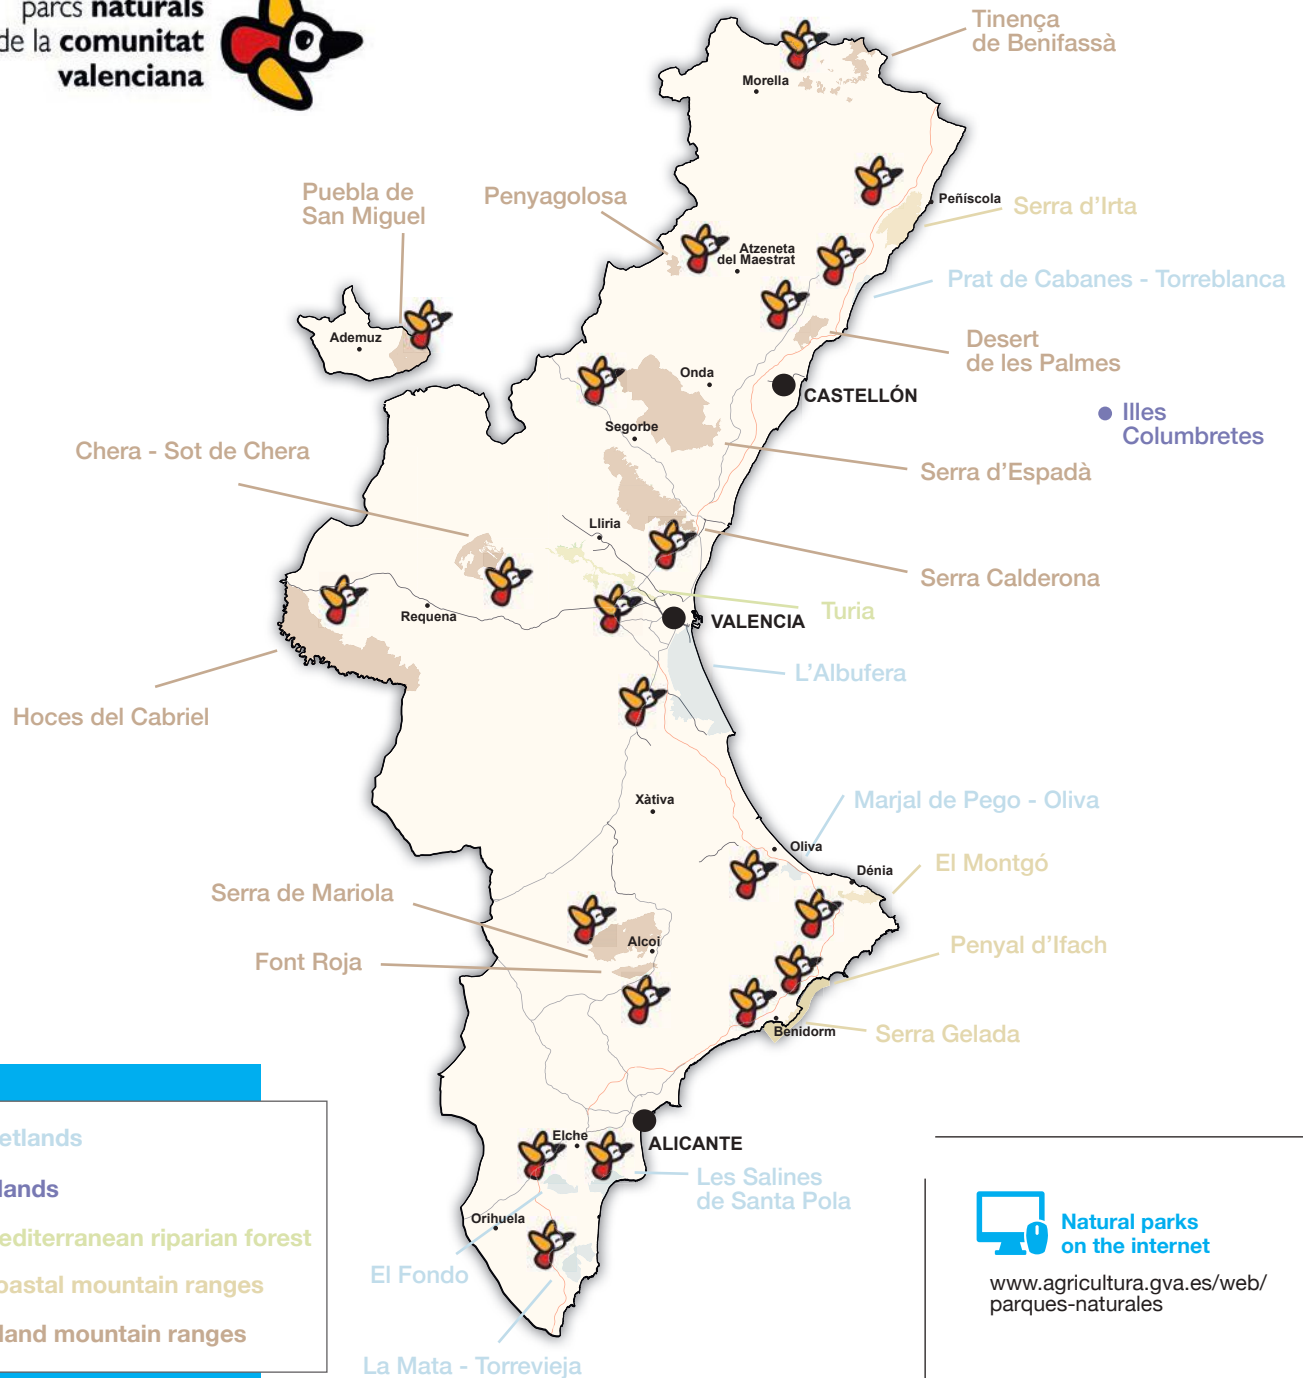 parcs naturals
de la comunitat
valenciana
Tinença
de Benifassà
Morella
Puebla de
San Miguel
Penyagolosa
Peñíscola
Serra d'Irta
Atzeneta
del Maestrat
Prat de Cabanes - Torreblanca
Ademuz
Desert
de les Palmes
Onda
CASTELLÓN
Illes
Columbretes
Segorbe
Chera - Sot de Chera
Serra d'Espadà
Lliria
Serra Calderona
Requena
Turia
VALENCIA
L'Albufera
Hoces del Cabriel
Xàtiva
Marjal de Pego - Oliva
Oliva
Dénia
El Montgó
Serra de Mariola
Alcoi
Font Roja
Penyal d'Ifach
Benidorm
Serra Gelada
etlands
lands
editerranean riparian forest
oastal mountain ranges
land mountain ranges
Elche
ALICANTE
Les Salines
de Santa Pola
Orihuela
El Fondo
La Mata - Torrevieja
Natural parks
on the internet
www.agricultura.gva.es/web/
parques-naturales